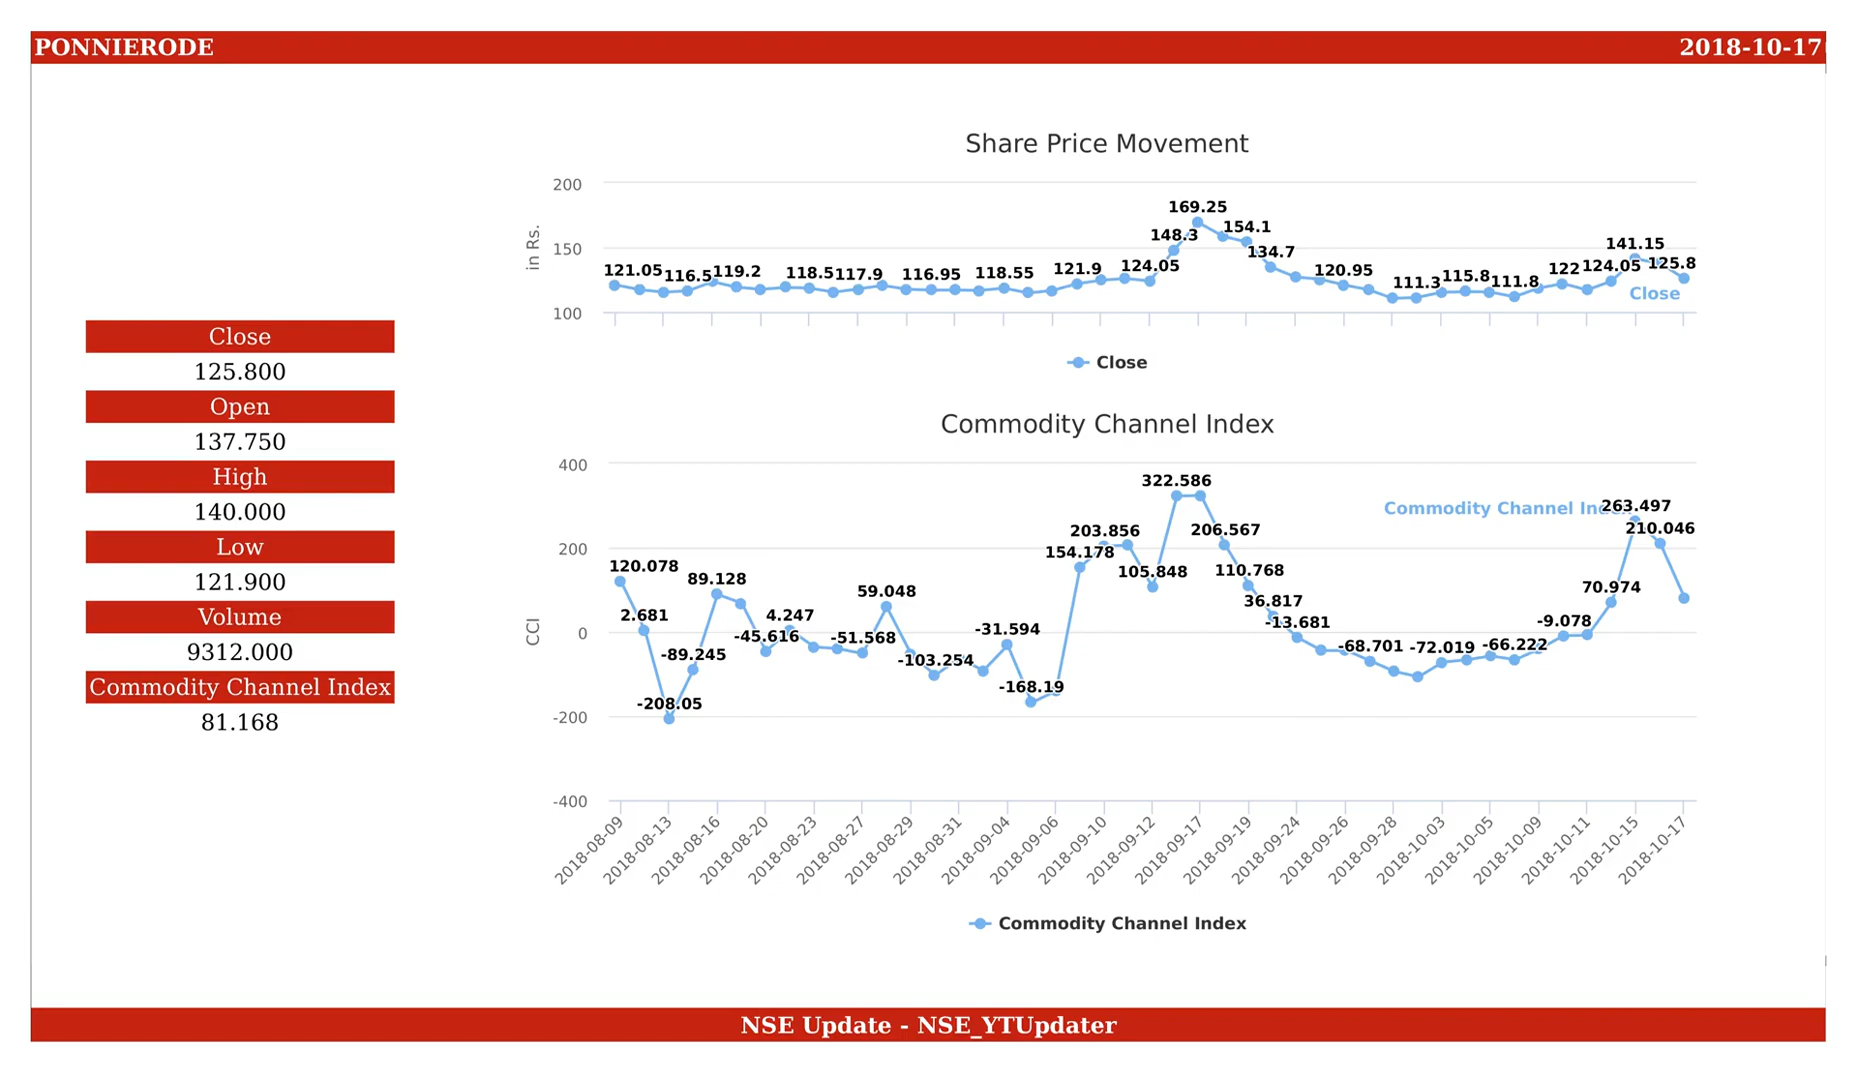 PONNIERODE
2018-10-17
Close
125.800
Open
137.750
High
140.000
Low
121.900
Volume
9312.000
Commodity Channel Index
81.168
Share Price Movement
in Rs.
200
150
100
121.05 116.5 119.2 118.5 117.9 116.95 118.55 121.9 124.05 148.3 169.25 154.1 134.7 120.95 111.3 115.8 111.8 122 124.05 141.15 125.8
Close
Close
Commodity Channel Index
CCI
400
200
0
-200
-400
120.078 2.681 -208.05 -89.245 89.128 -45.616 4.247 -51.568 59.048 -103.254 -31.594 -168.19 154.178 203.856 105.848 322.586 206.567 110.768 36.817 -13.681 -68.701 -72.019 -66.222 -9.078 70.974 263.497 210.046
Commodity Channel Index
2018-08-09 2018-08-13 2018-08-16 2018-08-20 2018-08-23 2018-08-27 2018-08-29 2018-08-31 2018-09-04 2018-09-06 2018-09-10 2018-09-12 2018-09-17 2018-09-19 2018-09-24 2018-09-26 2018-09-28 2018-10-03 2018-10-05 2018-10-09 2018-10-11 2018-10-15 2018-10-17
Commodity Channel Index
NSE Update - NSE_YTUpdater